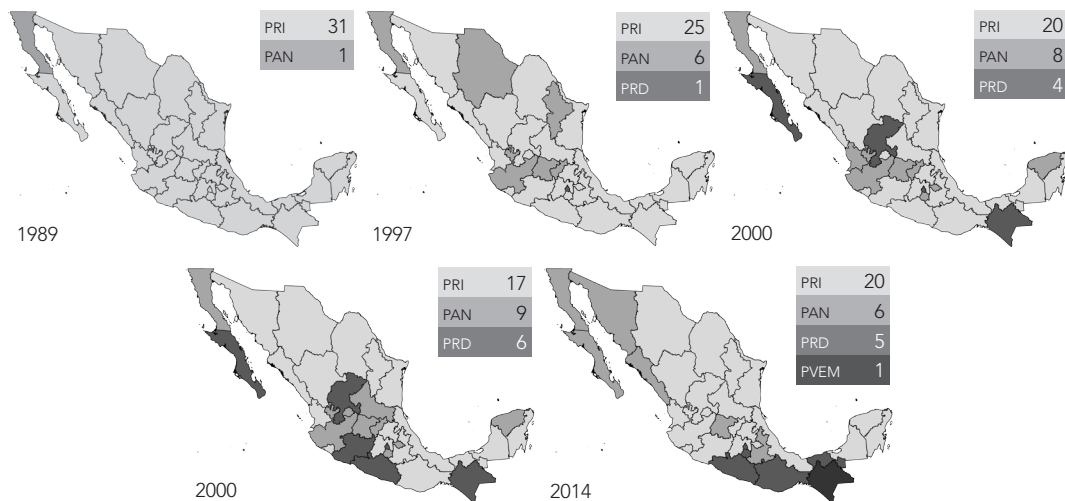 PRI 31
PAN 1
1989
PRI 25
PAN 6
PRD 1
1997
PRI 20
PAN 8
PRD 4
2000
PRI 17
PAN 9
PRD 6
2000
PRI 20
PAN 6
PRD 5
PVEM 1
2014